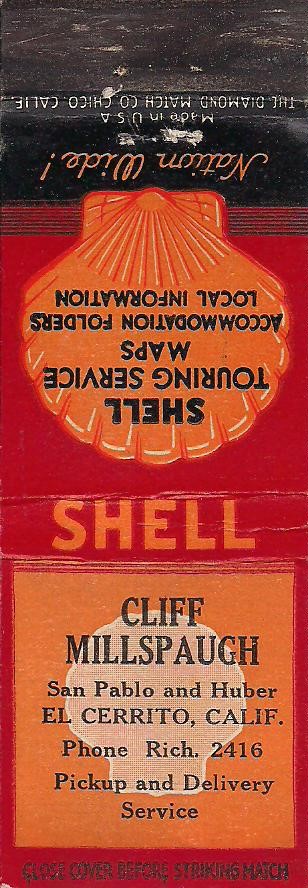 THE DIAMOND MATCH CO. CHICO, CALIF.
Made in U S A
Nation Wide!
SHELL
TOURING SERVICE
MAPS
ACCOMMODATION FOLDERS
LOCAL INFORMATION
SHELL
CLIFF
MILLSPAUGH
San Pablo and Huber
EL CERRITO, CALIF.
Phone Rich. 2416
Pickup and Delivery
Service
CLOSE COVER BEFORE STRIKING MATCH